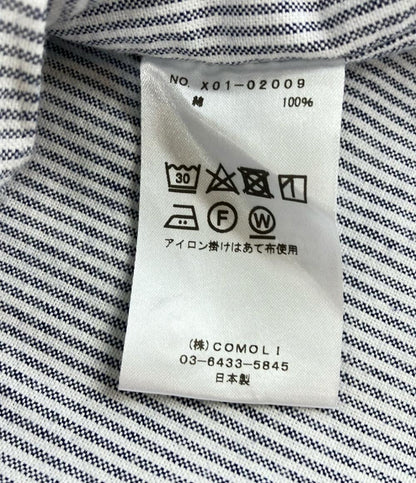 NO. X01-02009
綿 100%
30
F W
アイロン掛けはあて布使用
(株) COMOLI
03-6433-5845
日本製